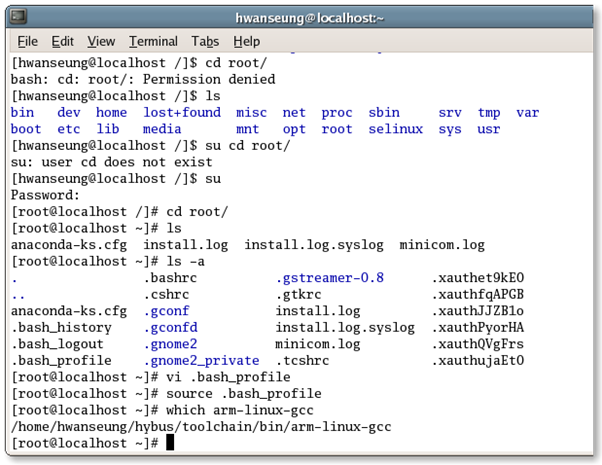 hwanseung@localhost:~
File Edit View Terminal Tabs Help
[hwanseung@localhost /]$ cd root/
bash: cd: root/: Permission denied
[hwanseung@localhost /]$ ls
bin dev home lost+found misc net proc sbin srv tmp var
boot etc lib media mnt opt root selinux sys usr
[hwanseung@localhost /]$ su cd root/
su: user cd does not exist
[hwanseung@localhost /]$ su
Password:
[root@localhost /]# cd root/
[root@localhost ~]# ls
anaconda-ks.cfg install.log install.log.syslog minicom.log
[root@localhost ~]# ls -a
. .bashrc .gstreamer-0.8 .xauthet9kE0
.. .cshrc .gtkrc .xauthfqAPGB
anaconda-ks.cfg .gconf install.log .xauthJJZB1o
.bash_history .gconfd install.log.syslog .xauthPyorHA
.bash_logout .gnome2 minicom.log .xauthQVgFrs
.bash_profile .gnome2_private .tcshrc .xauthujaEt0
[root@localhost ~]# vi .bash_profile
[root@localhost ~]# source .bash_profile
[root@localhost ~]# which arm-linux-gcc
/home/hwanseung/hybus/toolchain/bin/arm-linux-gcc
[root@localhost ~]#